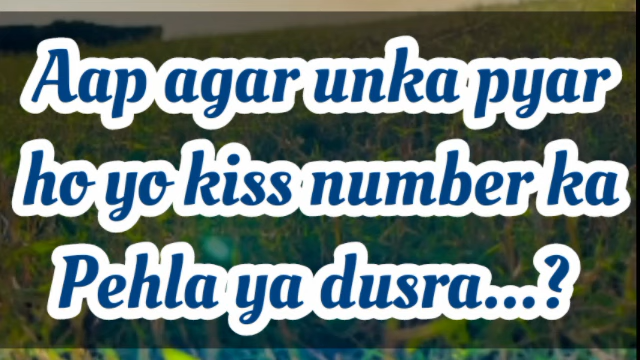 Aap agar unka pyar
ho yo kiss number ka
Pehla ya dusra...?